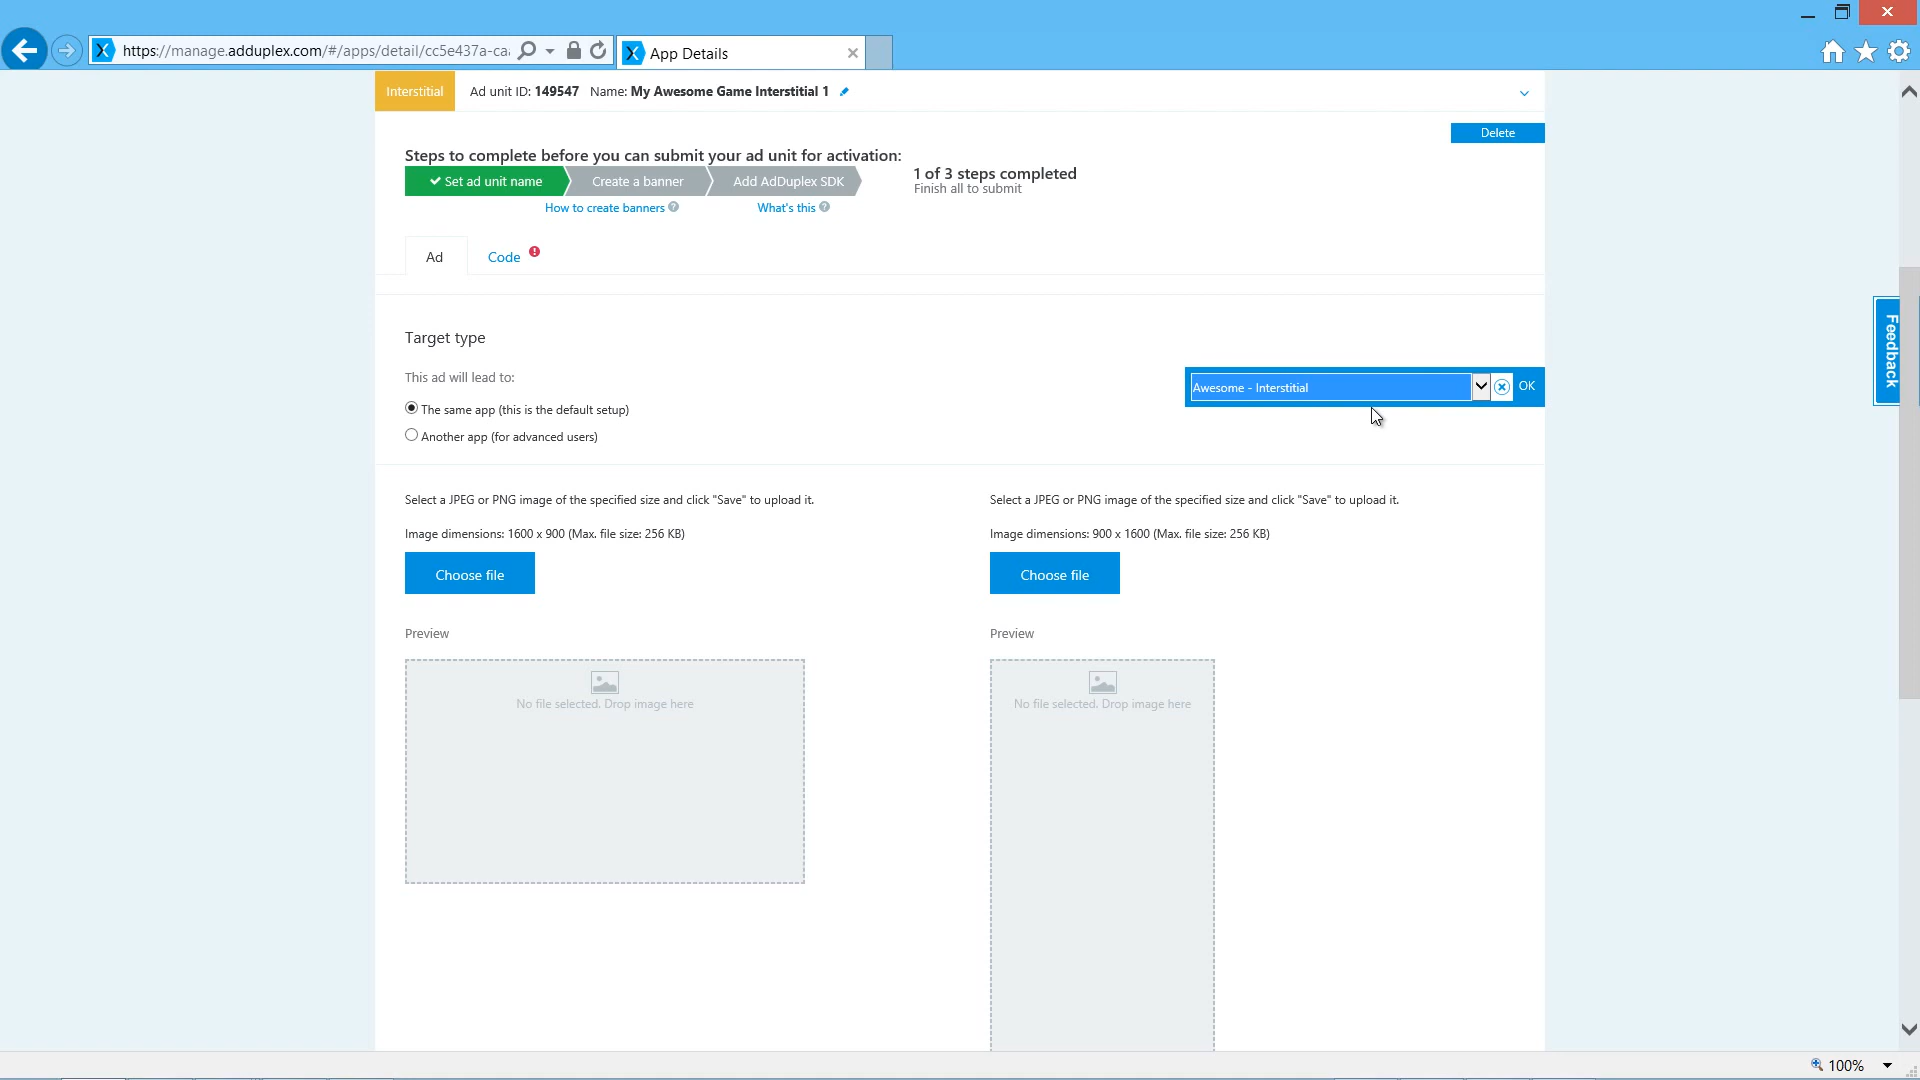 https://manage.adduplex.com/#/apps/detail/cc5e437a-caa
App Details
Interstitial
Ad unit ID: 149547 Name: My Awesome Game Interstitial 1
Delete
Steps to complete before you can submit your ad unit for activation:
Set ad unit name
Create a banner
Add AdDuplex SDK
1 of 3 steps completed
Finish all to submit
How to create banners
What's this
Ad
Code
Target type
This ad will lead to:
Awesome - Interstitial
OK
The same app (this is the default setup)
Another app (for advanced users)
Feedback
Select a JPEG or PNG image of the specified size and click "Save" to upload it.
Image dimensions: 1600 x 900 (Max. file size: 256 KB)
Choose file
Preview
No file selected. Drop image here
Select a JPEG or PNG image of the specified size and click "Save" to upload it.
Image dimensions: 900 x 1600 (Max. file size: 256 KB)
Choose file
Preview
No file selected. Drop image here
100%